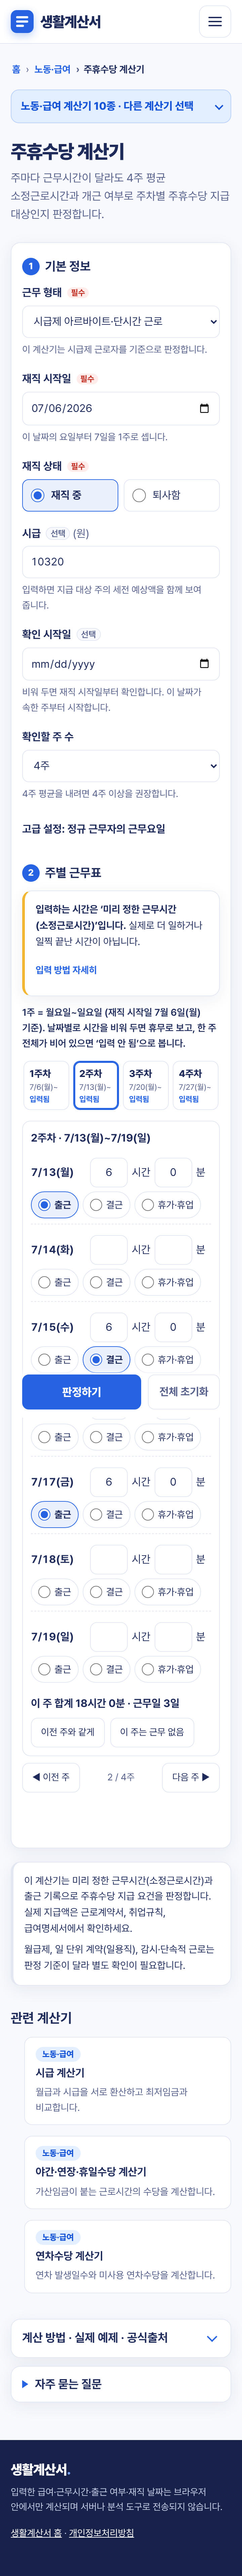 생활계산서
홈 › 노동·급여 › 주휴수당 계산기
노동·급여 계산기 10종 · 다른 계산기 선택
주휴수당 계산기
주마다 근무시간이 달라도 4주 평균
소정근로시간과 개근 여부로 주차별 주휴수당 지급
대상인지 판정합니다.
1 기본 정보
근무 형태 필수
시급제 아르바이트·단시간 근로
이 계산기는 시급제 근로자를 기준으로 판정합니다.
재직 시작일 필수
07/06/2026
이 날짜의 요일부터 7일을 1주로 셉니다.
재직 상태 필수
재직 중 퇴사함
시급 선택 (원)
10320
입력하면 지급 대상 주의 세전 예상액을 함께 보여
줍니다.
확인 시작일 선택
mm/dd/yyyy
비워 두면 재직 시작일부터 확인합니다. 이 날짜가
속한 주부터 시작합니다.
확인할 주 수
4주
4주 평균을 내려면 4주 이상을 권장합니다.
고급 설정: 정규 근무자의 근무요일
2 주별 근무표
입력하는 시간은 '미리 정한 근무시간
(소정근로시간)'입니다. 실제로 더 일하거나
일찍 끝난 시간이 아닙니다.
입력 방법 자세히
1주 = 월요일~일요일 (재직 시작일 7월 6일(월)
기준). 날짜별로 시간을 비워 두면 휴무로 보고, 한 주
전체가 비어 있으면 '입력 안 됨'으로 봅니다.
1주차 2주차 3주차 4주차
7/6(월)~ 7/13(월)~ 7/20(월)~ 7/27(월)~
입력됨 입력됨 입력됨 입력됨
2주차 · 7/13(월)~7/19(일)
7/13(월) 6 시간 0 분
출근 결근 휴가·휴업
7/14(화) 시간 분
출근 결근 휴가·휴업
7/15(수) 6 시간 0 분
출근 결근 휴가·휴업
판정하기 전체 초기화
출근 결근 휴가·휴업
7/17(금) 6 시간 0 분
출근 결근 휴가·휴업
7/18(토) 시간 분
출근 결근 휴가·휴업
7/19(일) 시간 분
출근 결근 휴가·휴업
이 주 합계 18시간 0분 · 근무일 3일
이전 주와 같게 이 주는 근무 없음
◀ 이전 주 2 / 4주 다음 주 ▶
이 계산기는 미리 정한 근무시간(소정근로시간)과
출근 기록으로 주휴수당 지급 요건을 판정합니다.
실제 지급액은 근로계약서, 취업규칙,
급여명세서에서 확인하세요.
월급제, 일 단위 계약(일용직), 감시·단속적 근로는
판정 기준이 달라 별도 확인이 필요합니다.
관련 계산기
노동·급여
시급 계산기
월급과 시급을 서로 환산하고 최저임금과
비교합니다.
노동·급여
야간·연장·휴일수당 계산기
가산임금이 붙는 근로시간의 수당을 계산합니다.
노동·급여
연차수당 계산기
연차 발생일수와 미사용 연차수당을 계산합니다.
계산 방법 · 실제 예제 · 공식출처
자주 묻는 질문
생활계산서.
입력한 급여·근무시간·출근 여부·재직 날짜는 브라우저
안에서만 계산되며 서버나 분석 도구로 전송되지 않습니다.
생활계산서 홈 · 개인정보처리방침